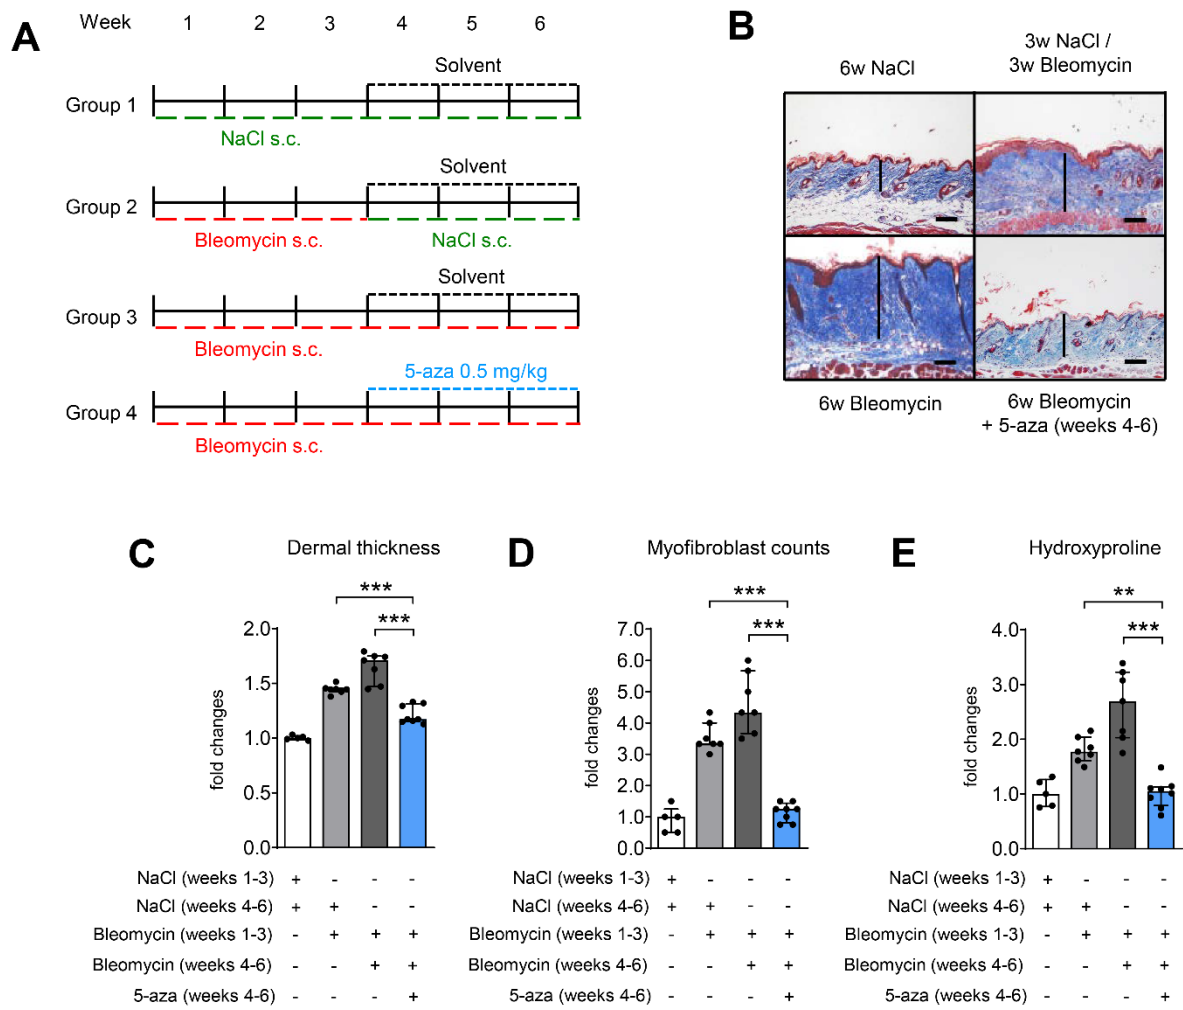 A
Week 1 2 3 4 5 6
Solvent
Group 1
NaCl s.c.
Solvent
Group 2
Bleomycin s.c. NaCl s.c.
Solvent
Group 3
Bleomycin s.c.
5-aza 0.5 mg/kg
Group 4
Bleomycin s.c.
B
6w NaCl
3w NaCl /
3w Bleomycin
6w Bleomycin
6w Bleomycin
+ 5-aza (weeks 4-6)
C
Dermal thickness
***
***
fold changes
2.0
1.5
1.0
0.5
0.0
NaCl (weeks 1-3) + - - -
NaCl (weeks 4-6) + + - -
Bleomycin (weeks 1-3) - + + +
Bleomycin (weeks 4-6) - - + +
5-aza (weeks 4-6) - - - +
D
Myofibroblast counts
***
***
fold changes
7.0
6.0
5.0
4.0
3.0
2.0
1.0
0.0
NaCl (weeks 1-3) + - - -
NaCl (weeks 4-6) + + - -
Bleomycin (weeks 1-3) - + + +
Bleomycin (weeks 4-6) - - + +
5-aza (weeks 4-6) - - - +
E
Hydroxyproline
**
***
fold changes
4.0
3.0
2.0
1.0
0.0
NaCl (weeks 1-3) + - - -
NaCl (weeks 4-6) + + - -
Bleomycin (weeks 1-3) - + + +
Bleomycin (weeks 4-6) - - + +
5-aza (weeks 4-6) - - - +